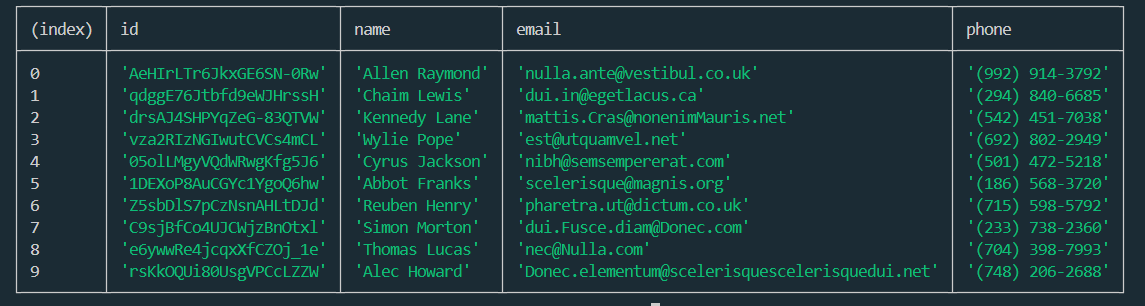 (index) id name email phone
0 'AeHIrLTr6JkxGE6SN-0Rw' 'Allen Raymond' 'nulla.ante@vestibul.co.uk' '(992) 914-3792'
1 'qdggE76Jtbfd9eWJHrssH' 'Chaim Lewis' 'dui.in@egetlacus.ca' '(294) 840-6685'
2 'drsAJ4SHPYqZeG-83QTVW' 'Kennedy Lane' 'mattis.Cras@nonenimMauris.net' '(542) 451-7038'
3 'vza2RIzNGIwutCVCs4mCL' 'Wylie Pope' 'est@utquamvel.net' '(692) 802-2949'
4 '05olLMgyVQdWRwgKfg5J6' 'Cyrus Jackson' 'nibh@semsempererat.com' '(501) 472-5218'
5 '1DEXoP8AuCGYc1YgoQ6hw' 'Abbot Franks' 'scelerisque@magnis.org' '(186) 568-3720'
6 'Z5sbDlS7pCzNsnAHLtDJd' 'Reuben Henry' 'pharetra.ut@dictum.co.uk' '(715) 598-5792'
7 'C9sjBfCo4UJCWjzBnOtxl' 'Simon Morton' 'dui.Fusce.diam@Donec.com' '(233) 738-2360'
8 'e6ywwRe4jcqxXfCZOj_1e' 'Thomas Lucas' 'nec@Nulla.com' '(704) 398-7993'
9 'rsKkOQUi80UsgVPCcLZZW' 'Alec Howard' 'Donec.elementum@scelerisquescelerisquedui.net' '(748) 206-2688'